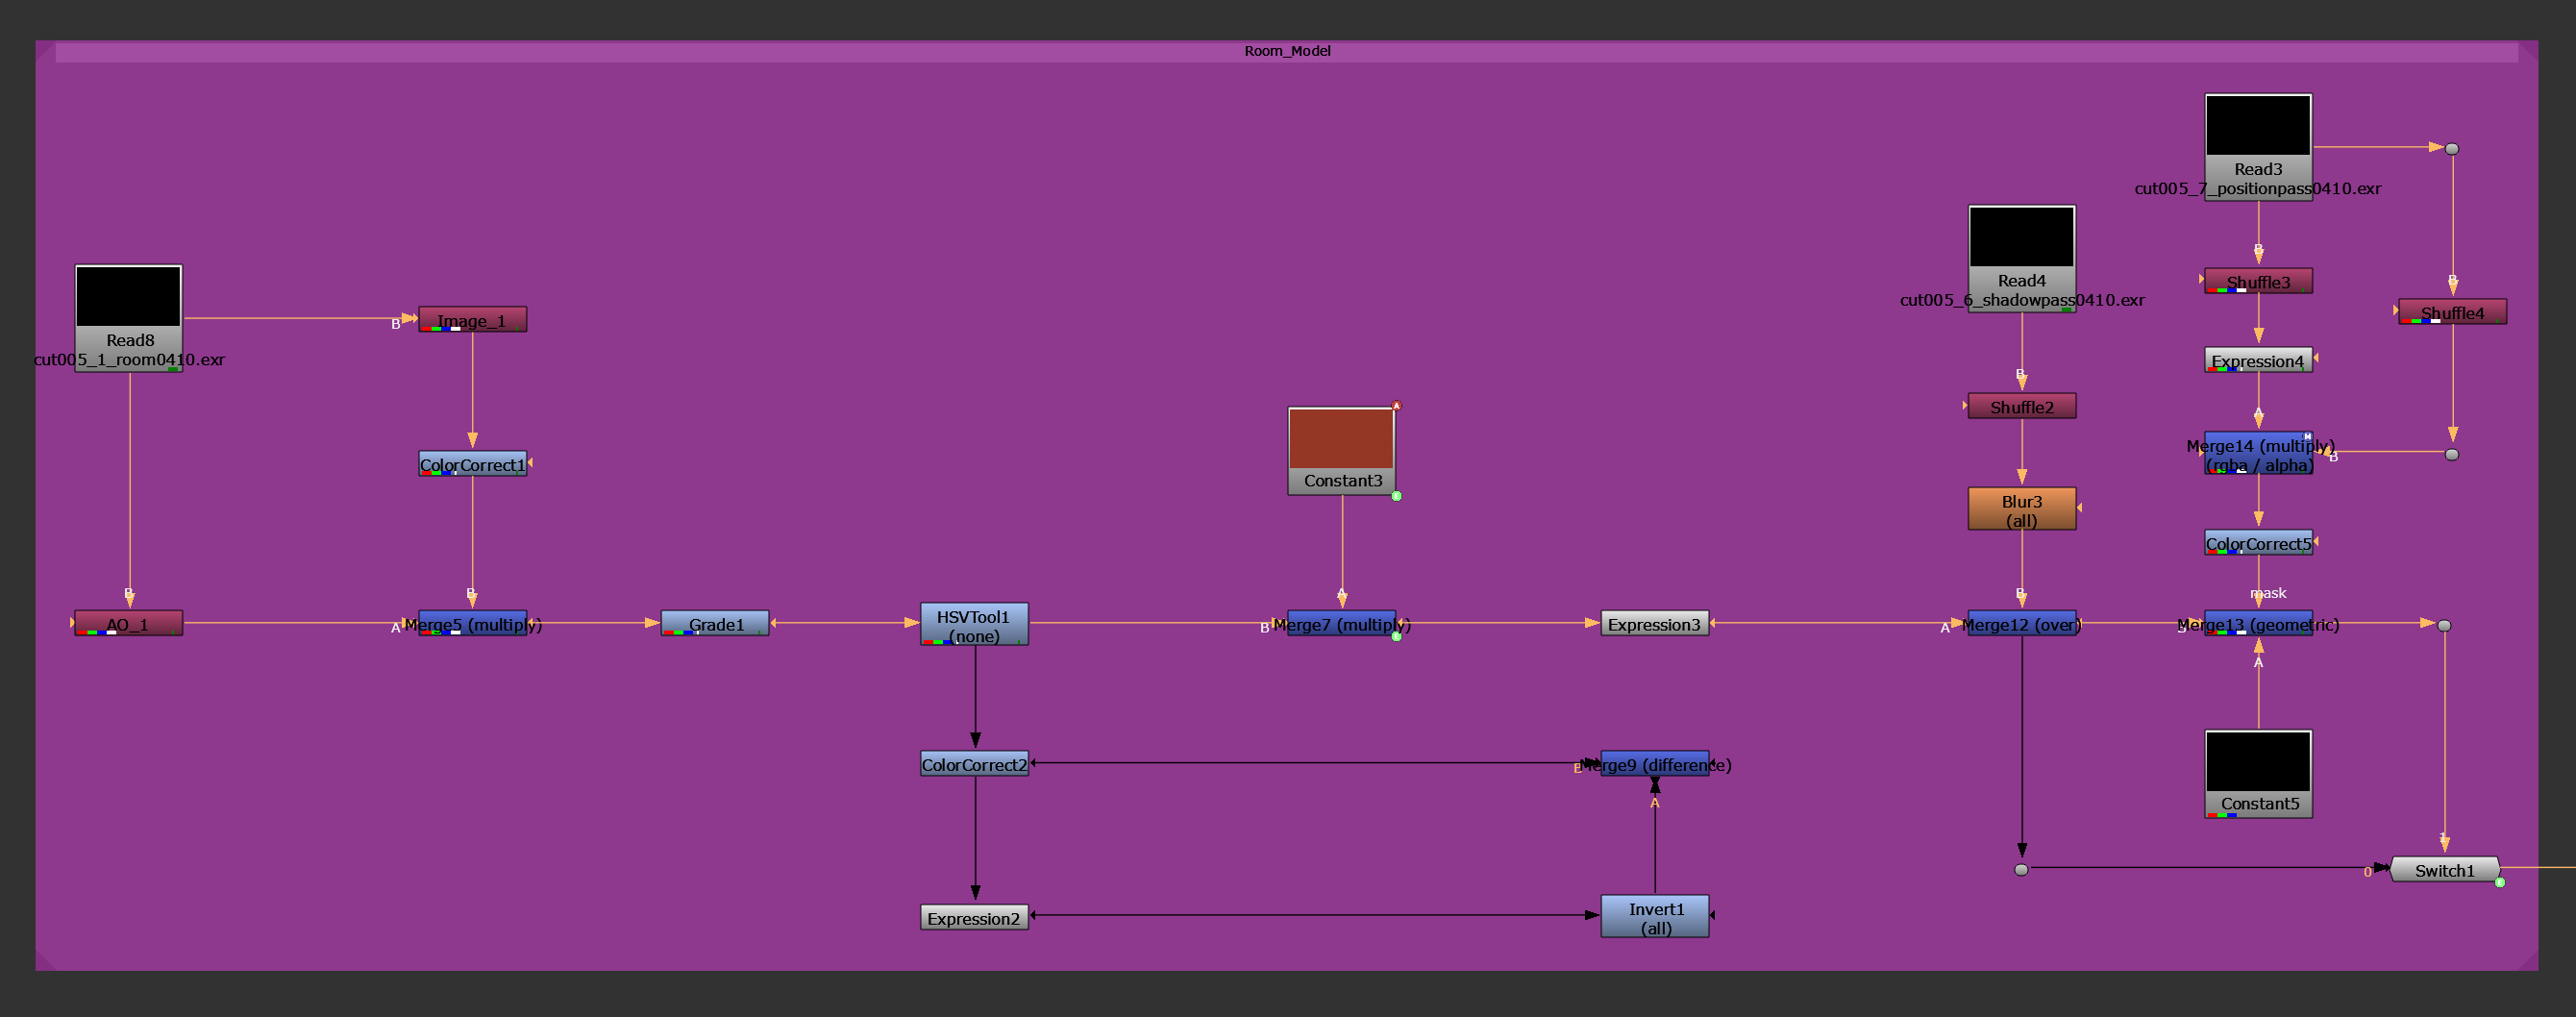 Room_Model
Read3
cut005_7_positionpass0410.exr
Read4
cut005_6_shadowpass0410.exr
B
Shuffle3
B
Shuffle4
Read8
cut005_1_room0410.exr
B
Image_1
Expression4
B
Shuffle2
A
Constant3
A
M
Merge14 (multiply)
(rgba / alpha)
B
ColorCorrect1
Blur3
(all)
ColorCorrect5
B
AO_1
A
B
Merge5 (multiply)
Grade1
HSVTool1
(none)
B
A
Merge7 (multiply)
Expression3
A
B
Merge12 (over)
mask
Merge13 (geometric)
A
Constant5
ColorCorrect2
Merge9 (difference)
A
1
0
Switch1
Expression2
Invert1
(all)